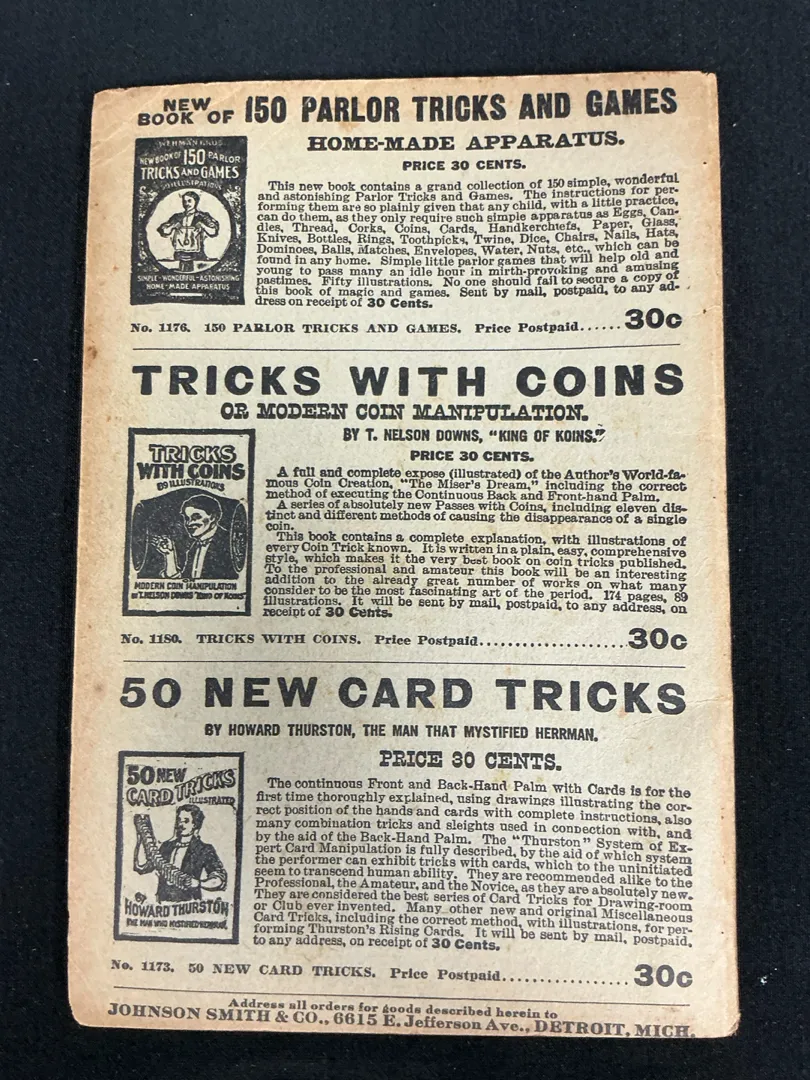 NEW BOOK OF 150 PARLOR TRICKS AND GAMES
HOME-MADE APPARATUS.
PRICE 30 CENTS.
WEHMAN BROS.
NEW BOOK OF 150 PARLOR
TRICKS AND GAMES
SIMPLE-WONDERFUL-ASTONISHING
HOME-MADE APPARATUS
This new book contains a grand collection of 150 simple, wonderful
and astonishing Parlor Tricks and Games. The instructions for per-
forming them are so plainly given that any child, with a little practice,
can do them, as they only require such simple apparatus as Eggs, Can-
dles, Thread, Corks, Coins, Cards, Handkerchiefs, Paper, Glass,
Knives, Bottles, Rings, Toothpicks, Twine, Dice, Chairs, Nails, Hats,
Dominoes, Balls, Matches, Envelopes, Water, Nuts, etc., which can be
found in any home. Simple little parlor games that will help old and
young to pass many an idle hour in mirth-provoking and amusing
pastimes. Fifty illustrations. No one should fail to secure a copy of
this book of magic and games. Sent by mail, postpaid, to any ad-
dress on receipt of 30 Cents.
No. 1176. 150 PARLOR TRICKS AND GAMES. Price Postpaid......30c
TRICKS WITH COINS
OR MODERN COIN MANIPULATION.
BY T. NELSON DOWNS, "KING OF KOINS."
PRICE 30 CENTS.
TRICKS
WITH COINS
89 ILLUSTRATIONS
OR
MODERN COIN MANIPULATION
BY T. NELSON DOWNS "KING OF KOINS"
A full and complete expose (illustrated) of the Author's World-fa-
mous Coin Creation, "The Miser's Dream," including the correct
method of executing the Continuous Back and Front-hand Palm.
A series of absolutely new Passes with Coins, including eleven dis-
tinct and different methods of causing the disappearance of a single
coin.
This book contains a complete explanation, with illustrations of
every Coin Trick known. It is written in a plain, easy, comprehensive
style, which makes it the very best book on coin tricks published.
To the professional and amateur this book will be an interesting
addition to the already great number of works on what many
consider to be the most fascinating art of the period. 174 pages, 89
illustrations. It will be sent by mail, postpaid, to any address, on
receipt of 30 Cents.
No. 1180. TRICKS WITH COINS. Price Postpaid.....................30c
50 NEW CARD TRICKS
BY HOWARD THURSTON, THE MAN THAT MYSTIFIED HERRMAN.
PRICE 30 CENTS.
50 NEW
CARD TRICKS
ILLUSTRATED
BY
HOWARD THURSTON
THE MAN WHO MYSTIFIED HERRMAN.
The continuous Front and Back-Hand Palm with Cards is for the
first time thoroughly explained, using drawings illustrating the cor-
rect position of the hands and cards with complete instructions, also
many combination tricks and sleights used in connection with, and
by the aid of the Back-Hand Palm. The "Thurston" System of Ex-
pert Card Manipulation is fully described, by the aid of which system
the performer can exhibit tricks with cards, which to the uninitiated
seem to transcend human ability. They are recommended alike to the
Professional, the Amateur, and the Novice, as they are absolutely new.
They are considered the best series of Card Tricks for Drawing-room
or Club ever invented. Many other new and original Miscellaneous
Card Tricks, including the correct method, with illustrations, for per-
forming Thurston's Rising Cards. It will be sent by mail, postpaid,
to any address, on receipt of 30 Cents.
No. 1173. 50 NEW CARD TRICKS. Price Postpaid..................30c
Address all orders for goods described herein to
JOHNSON SMITH & CO., 6615 E. Jefferson Ave., DETROIT, MICH.